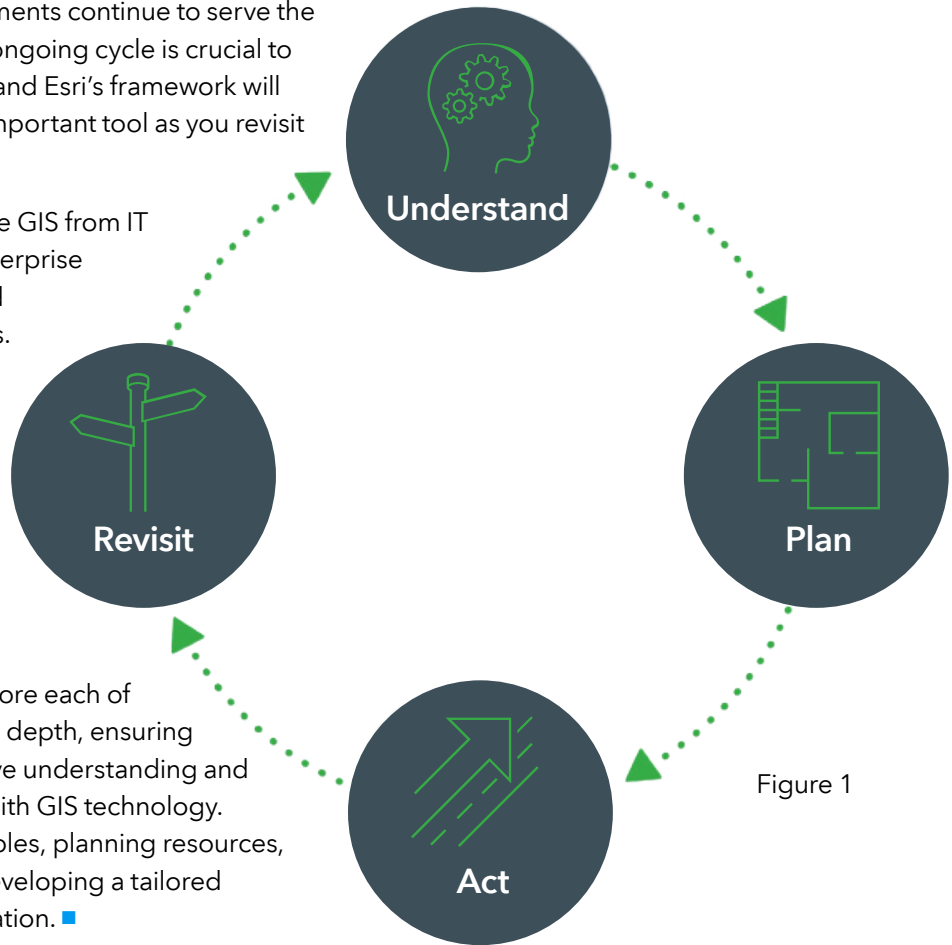 ments continue to serve the
ongoing cycle is crucial to
and Esri's framework will
mportant tool as you revisit
e GIS from IT
erprise
s.
Understand
Revisit
Plan
ore each of
depth, ensuring
ve understanding and
ith GIS technology.
ples, planning resources,
eveloping a tailored
ation.
Figure 1
Act